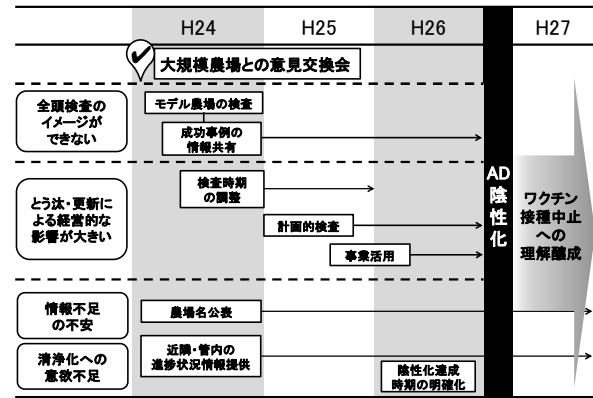 H24 H25 H26 H27
大規模農場との意見交換会
全頭検査の
イメージが
できない
モデル農場の検査
成功事例の
情報共有
とう汰・更新に
よる経営的な
影響が大きい
検査時期
の調整
計画的検査
事業活用
AD
陰
性
化
ワクチン
接種中止
への
理解醸成
情報不足
の不安
農場名公表
清浄化への
意欲不足
近隣・管内の
進捗状況情報提供
陰性化達成
時期の明確化